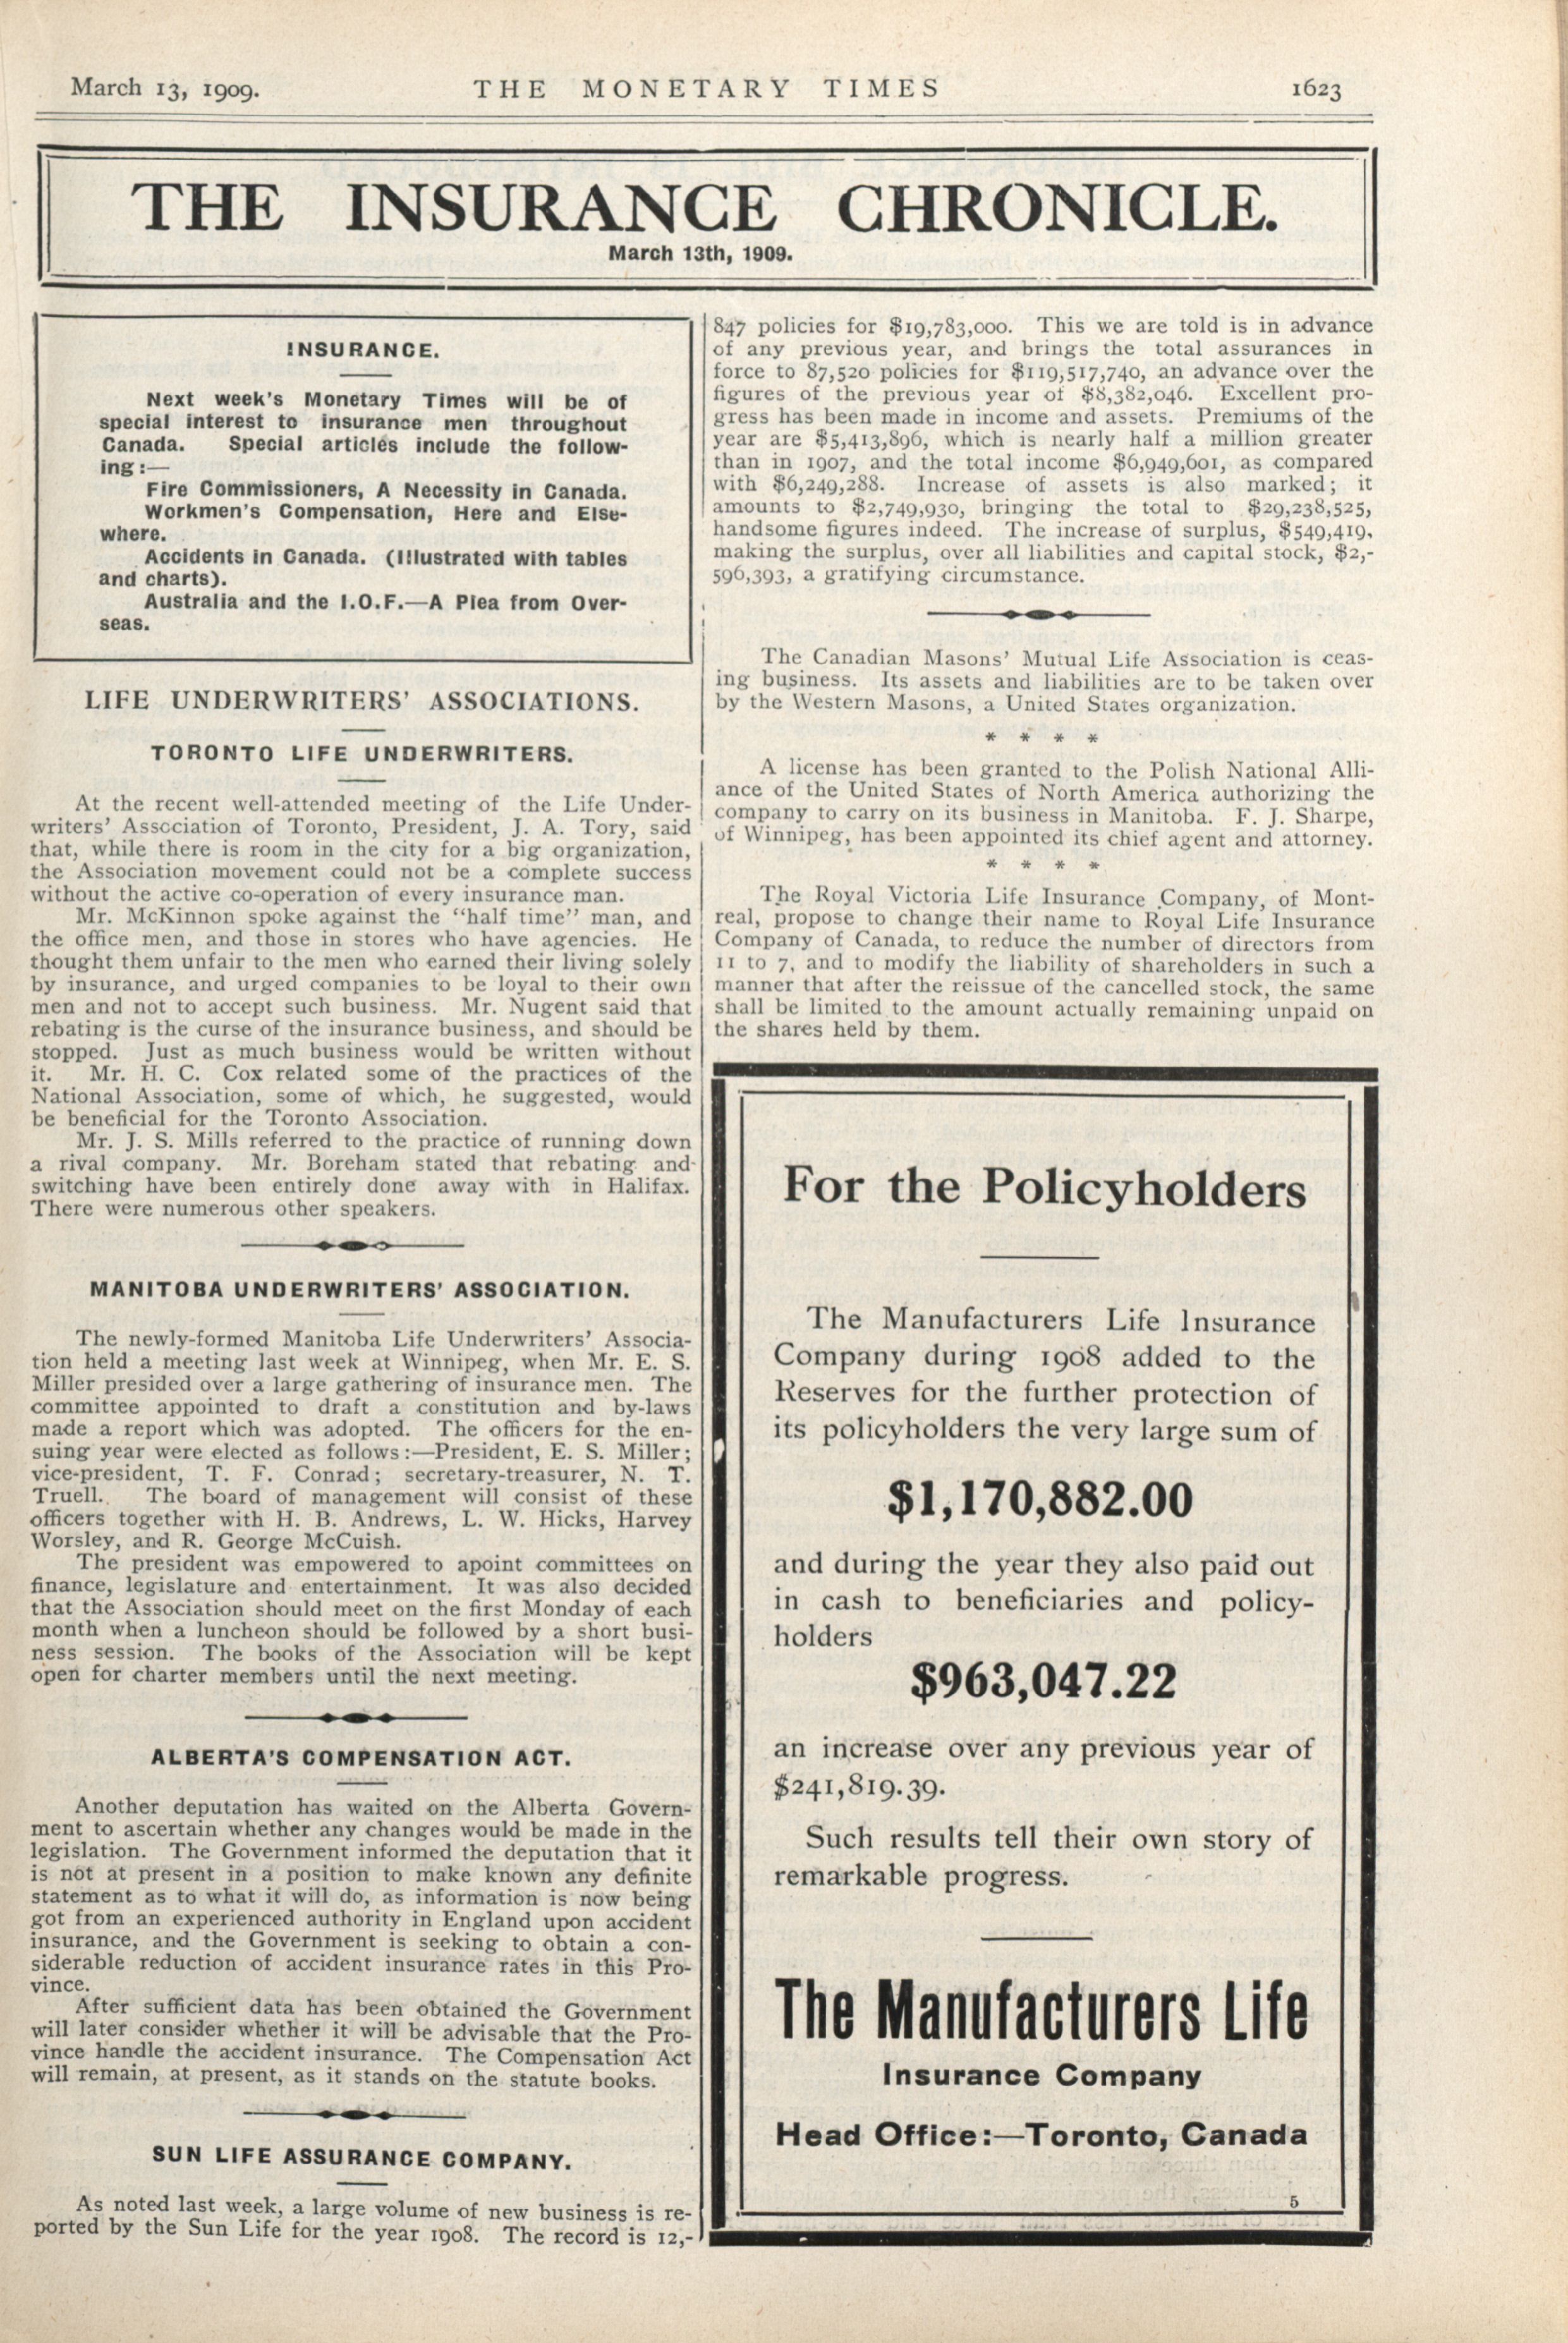 March 13, 1909.
THE MONETARY TIMES
1623
THE INSURANCE CHRONICLE.
March 13th, 1909.
INSURANCE.
Next week's Monetary Times will be of
special interest to insurance men throughout
Canada. Special articles include the follow-
ing:—
Fire Commissioners, A Necessity in Canada.
Workmen's Compensation, Here and Else-
where.
Accidents in Canada. (Illustrated with tables
and charts).
Australia and the I.O.F.—A Plea from Over-
seas.
LIFE UNDERWRITERS' ASSOCIATIONS.
TORONTO LIFE UNDERWRITERS.
At the recent well-attended meeting of the Life Under-
writers' Association of Toronto, President, J. A. Tory, said
that, while there is room in the city for a big organization,
the Association movement could not be a complete success
without the active co-operation of every insurance man.
Mr. McKinnon spoke against the "half time" man, and
the office men, and those in stores who have agencies. He
thought them unfair to the men who earned their living solely
by insurance, and urged companies to be loyal to their own
men and not to accept such business. Mr. Nugent said that
rebating is the curse of the insurance business, and should be
stopped. Just as much business would be written without
it. Mr. H. C. Cox related some of the practices of the
National Association, some of which, he suggested, would
be beneficial for the Toronto Association.
Mr. J. S. Mills referred to the practice of running down
a rival company. Mr. Boreham stated that rebating and
switching have been entirely done away with in Halifax.
There were numerous other speakers.
MANITOBA UNDERWRITERS' ASSOCIATION.
The newly-formed Manitoba Life Underwriters' Associa-
tion held a meeting last week at Winnipeg, when Mr. E. S.
Miller presided over a large gathering of insurance men. The
committee appointed to draft a constitution and by-laws
made a report which was adopted. The officers for the en-
suing year were elected as follows:—President, E. S. Miller;
vice-president, T. F. Conrad; secretary-treasurer, N. T.
Truell. The board of management will consist of these
officers together with H. B. Andrews, L. W. Hicks, Harvey
Worsley, and R. George McCuish.
The president was empowered to apoint committees on
finance, legislature and entertainment. It was also decided
that the Association should meet on the first Monday of each
month when a luncheon should be followed by a short busi-
ness session. The books of the Association will be kept
open for charter members until the next meeting.
ALBERTA'S COMPENSATION ACT.
Another deputation has waited on the Alberta Govern-
ment to ascertain whether any changes would be made in the
legislation. The Government informed the deputation that it
is not at present in a position to make known any definite
statement as to what it will do, as information is now being
got from an experienced authority in England upon accident
insurance, and the Government is seeking to obtain a con-
siderable reduction of accident insurance rates in this Pro-
vince.
After sufficient data has been obtained the Government
will later consider whether it will be advisable that the Pro-
vince handle the accident insurance. The Compensation Act
will remain, at present, as it stands on the statute books.
SUN LIFE ASSURANCE COMPANY.
As noted last week, a large volume of new business is re-
ported by the Sun Life for the year 1908. The record is 12,-
847 policies for $19,783,000. This we are told is in advance
of any previous year, and brings the total assurances in
force to 87,520 policies for $119,517,740, an advance over the
figures of the previous year of $8,382,046. Excellent pro-
gress has been made in income and assets. Premiums of the
year are $5,413,896, which is nearly half a million greater
than in 1907, and the total income $6,949,601, as compared
with $6,249,288. Increase of assets is also marked; it
amounts to $2,749,930, bringing the total to $29,238,525,
handsome figures indeed. The increase of surplus, $549,419,
making the surplus, over all liabilities and capital stock, $2,-
596,393, a gratifying circumstance.
The Canadian Masons' Mutual Life Association is ceas-
ing business. Its assets and liabilities are to be taken over
by the Western Masons, a United States organization.
* * * *
A license has been granted to the Polish National Alli-
ance of the United States of North America authorizing the
company to carry on its business in Manitoba. F. J. Sharpe,
of Winnipeg, has been appointed its chief agent and attorney.
* * * *
The Royal Victoria Life Insurance Company, of Mont-
real, propose to change their name to Royal Life Insurance
Company of Canada, to reduce the number of directors from
11 to 7, and to modify the liability of shareholders in such a
manner that after the reissue of the cancelled stock, the same
shall be limited to the amount actually remaining unpaid on
the shares held by them.
For the Policyholders
The Manufacturers Life Insurance
Company during 1908 added to the
Reserves for the further protection of
its policyholders the very large sum of
$1,170,882.00
and during the year they also paid out
in cash to beneficiaries and policy-
holders
$963,047.22
an increase over any previous year of
$241,819.39.
Such results tell their own story of
remarkable progress.
The Manufacturers Life
Insurance Company
Head Office:—Toronto, Canada
5